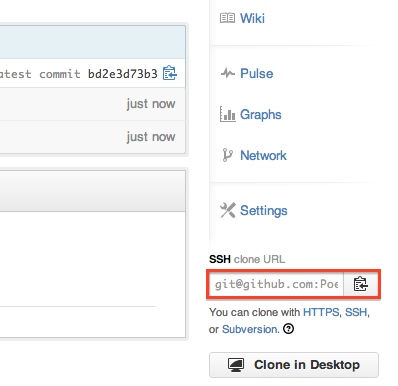 Wiki
atest commit bd2e3d73b3
Pulse
just now
Graphs
just now
Network
Settings
SSH clone URL
git@github.com:Poe
You can clone with HTTPS, SSH,
or Subversion. ?
Clone in Desktop